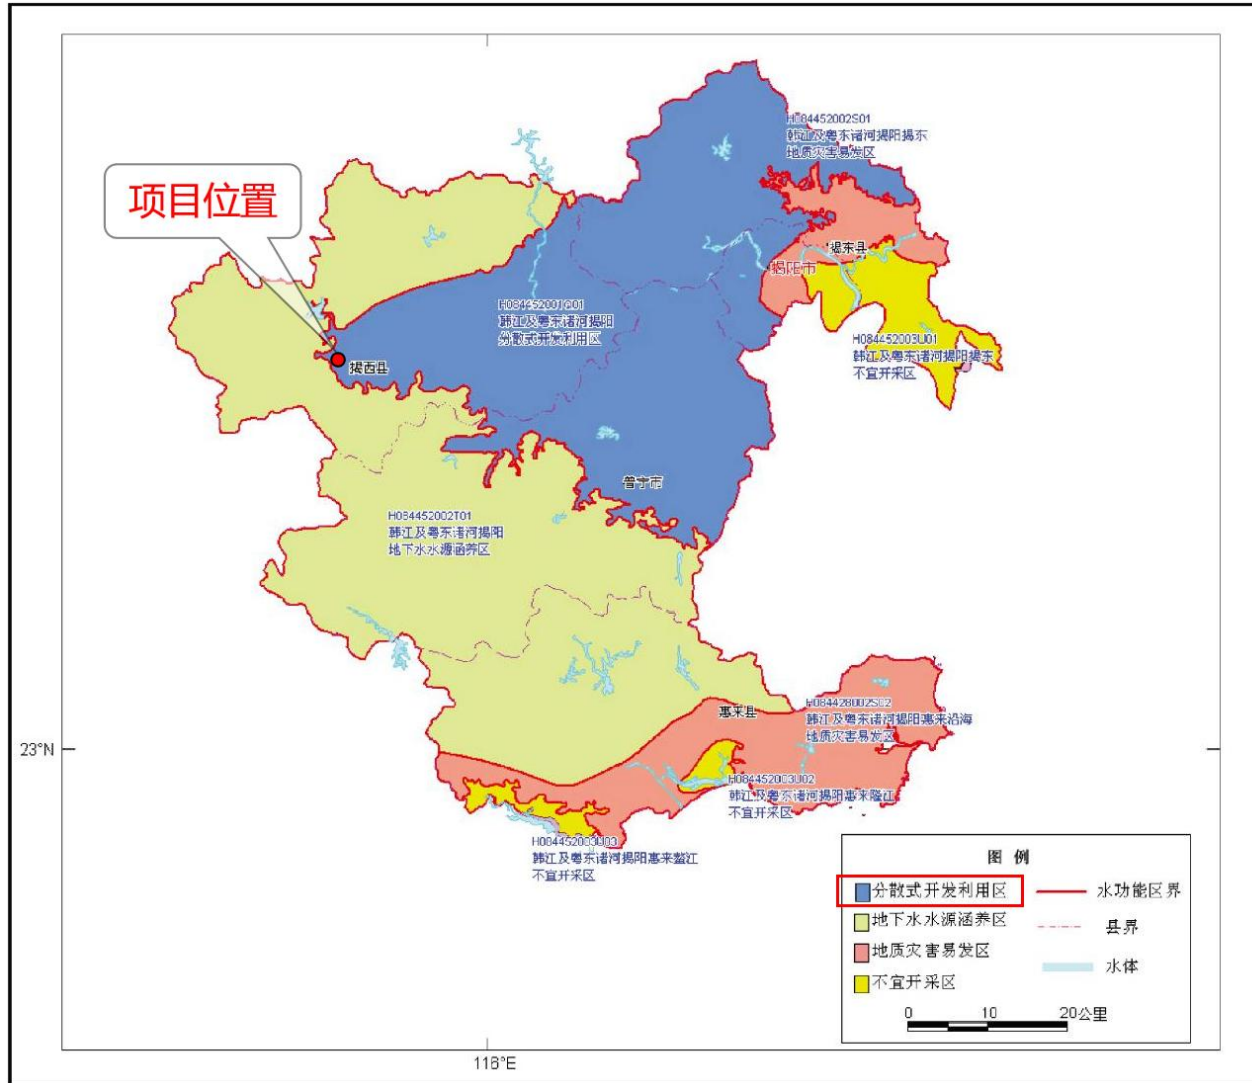 H084452002S01
韩江及粤东诸河揭阳揭东
地质灾害易发区
项目位置
揭东县
揭阳市
H084452001Q01
韩江及粤东诸河揭阳
分散式开发利用区
H084452003U01
韩江及粤东诸河揭阳揭东
不宜开采区
揭西县
普宁市
H084452002T01
韩江及粤东诸河揭阳
地下水水源涵养区
惠来县
H084428002S02
韩江及粤东诸河揭阳惠来沿海
地质灾害易发区
23°N
H084452003U02
韩江及粤东诸河揭阳惠来隆江
不宜开采区
H084452003U03
韩江及粤东诸河揭阳惠来鳌江
不宜开采区
图 例
分散式开发利用区
水功能区界
地下水水源涵养区
县界
地质灾害易发区
水体
不宜开采区
0 10 20公里
116°E